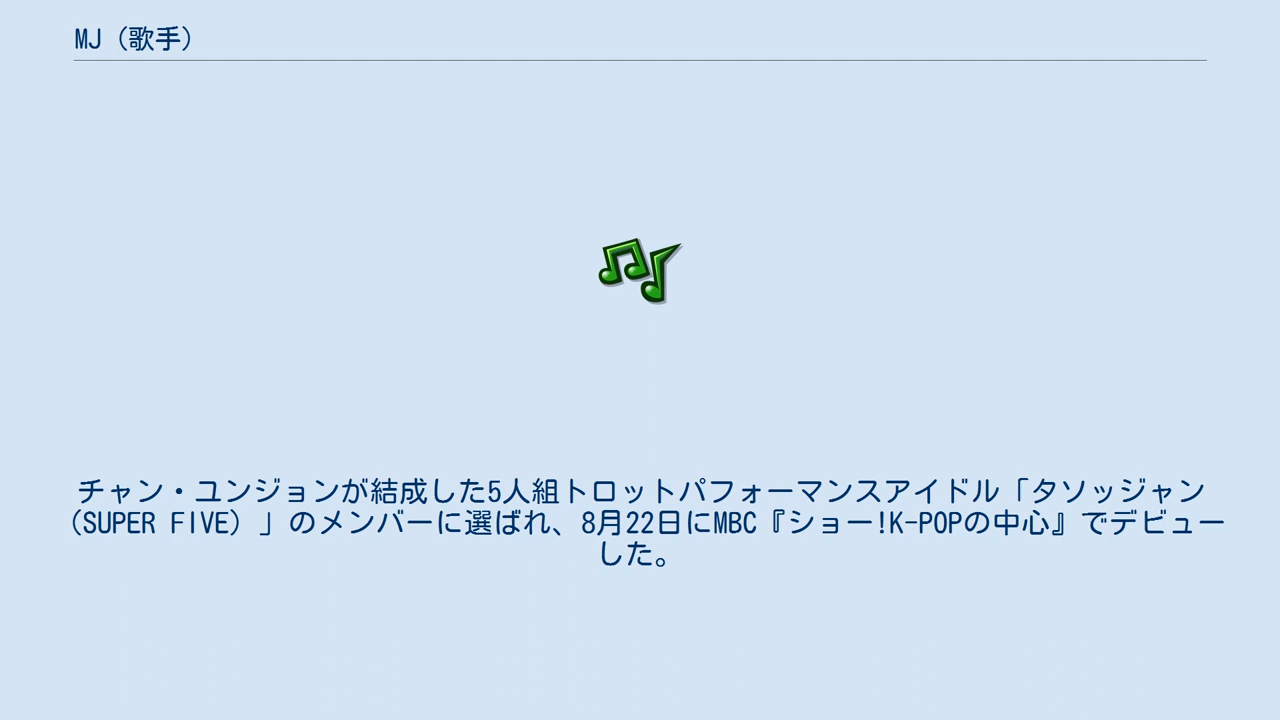 MJ（歌手）
チャン・ユンジョンが結成した5人組トロットパフォーマンスアイドル「タソッジャン
（SUPER FIVE）」のメンバーに選ばれ、8月22日にMBC『ショー!K-POPの中心』でデビュー
した。